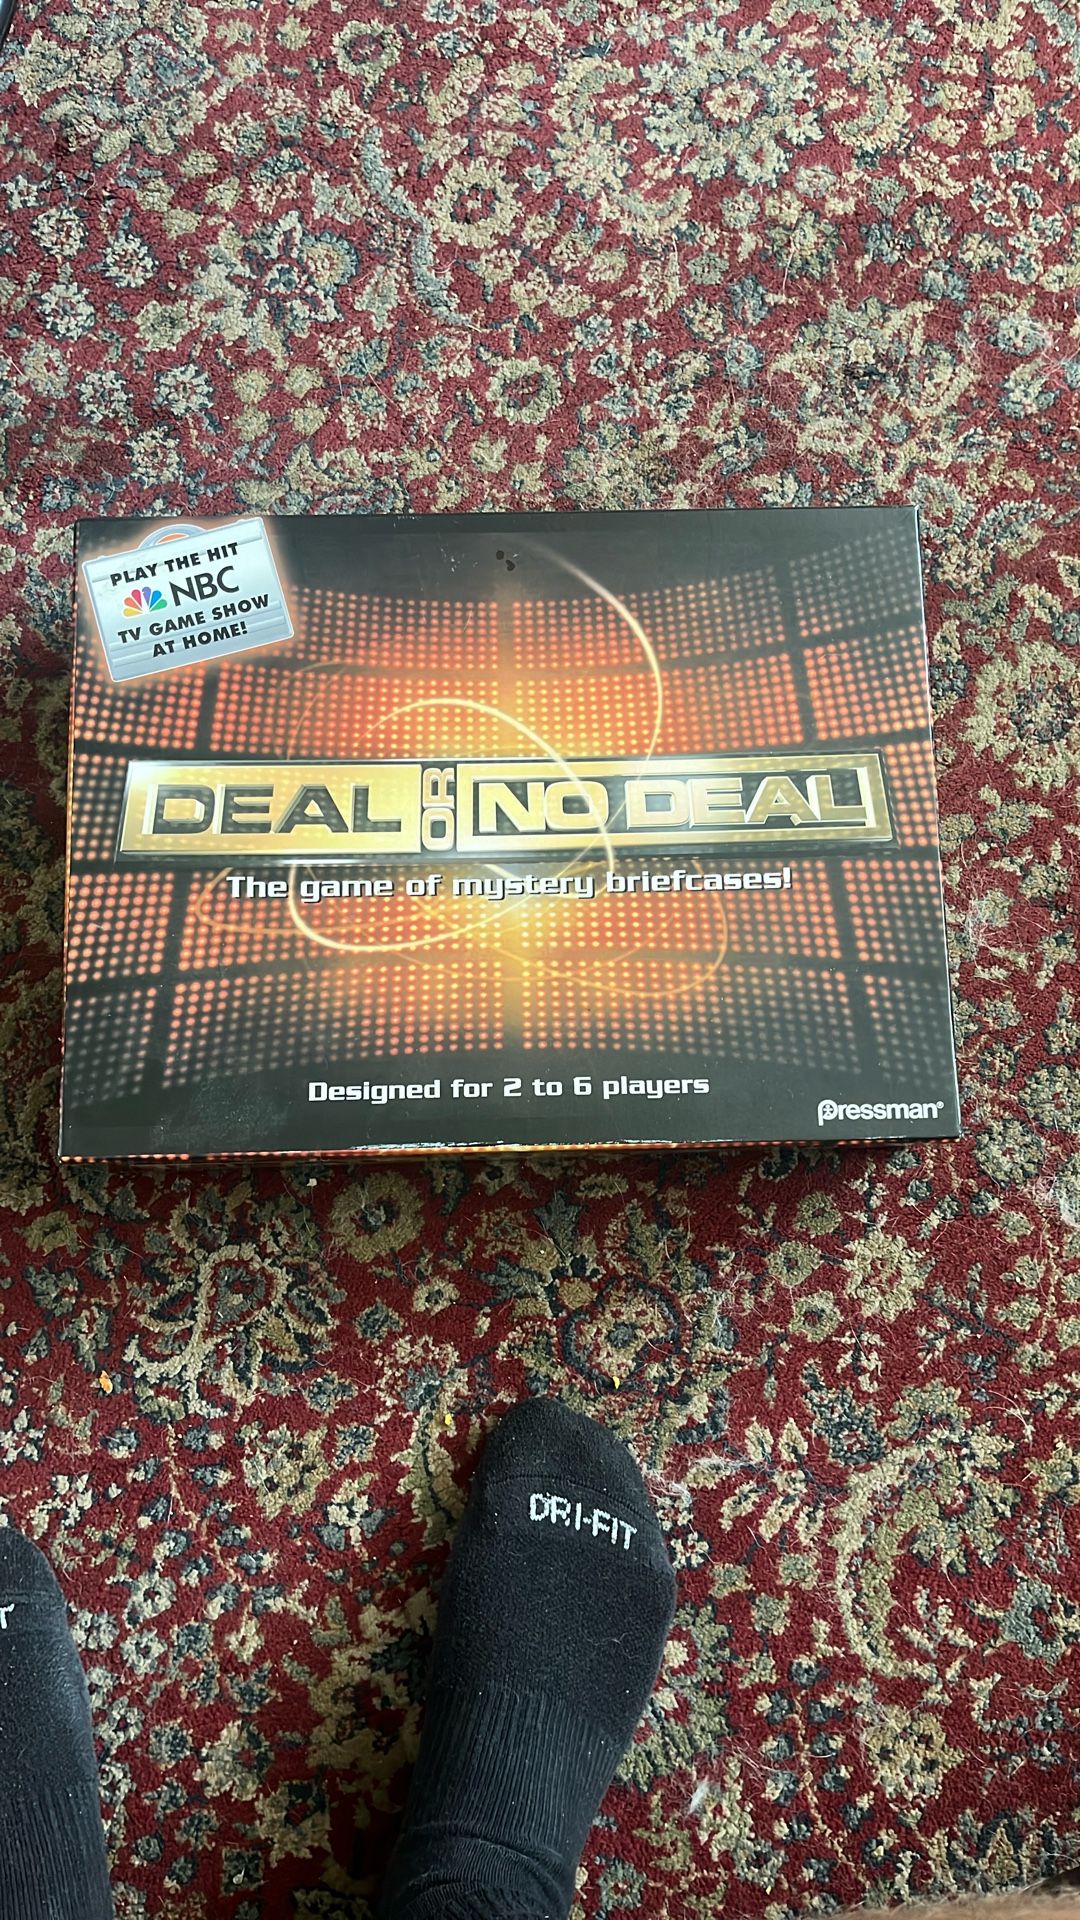 PLAY THE HIT
NBC
TV GAME SHOW
AT HOME!
DEAL OR NO DEAL
The game of mystery briefcases!
Designed for 2 to 6 players
pressman®
DRI-FIT